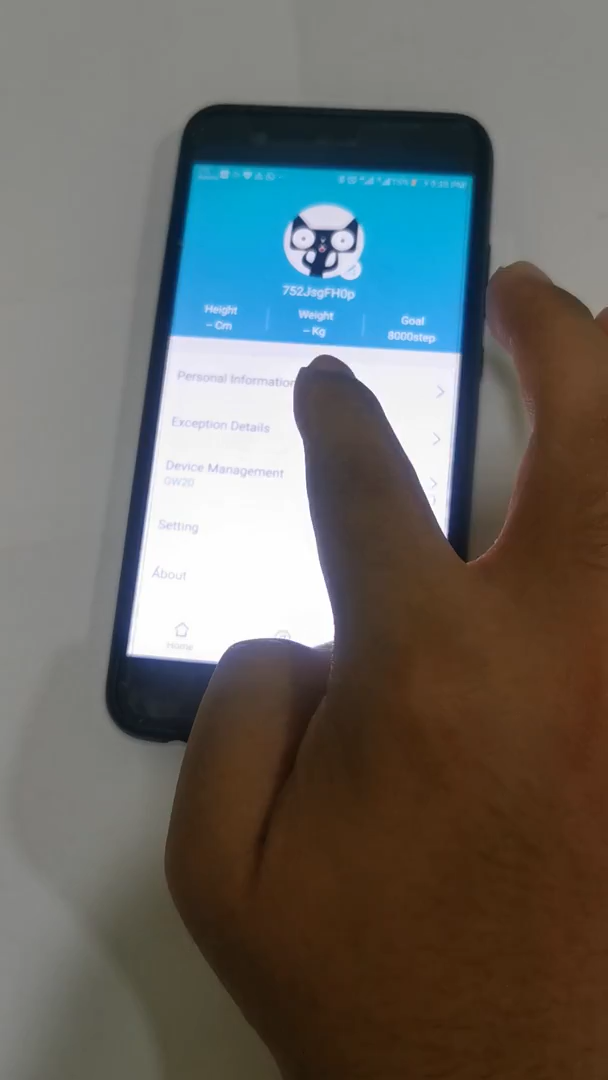 752JsgFH0p
Height
-- Cm
Weight
-- Kg
Goal
8000step
Personal Information
Exception Details
Device Management
GW20
Setting
About
Home